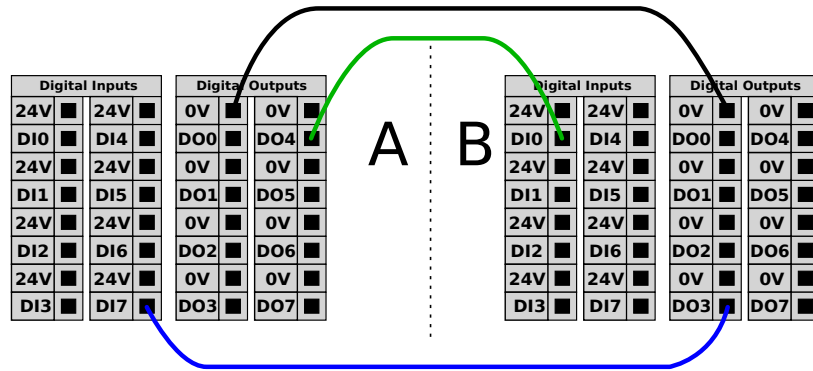 Digital Inputs Digital Outputs Digital Inputs Digital Outputs
24V 24V 0V 0V 24V 24V 0V 0V
DI0 DI4 DO0 DO4 A B DI0 DI4 DO0 DO4
24V 24V 0V 0V 24V 24V 0V 0V
DI1 DI5 DO1 DO5 DI1 DI5 DO1 DO5
24V 24V 0V 0V 24V 24V 0V 0V
DI2 DI6 DO2 DO6 DI2 DI6 DO2 DO6
24V 24V 0V 0V 24V 24V 0V 0V
DI3 DI7 DO3 DO7 DI3 DI7 DO3 DO7